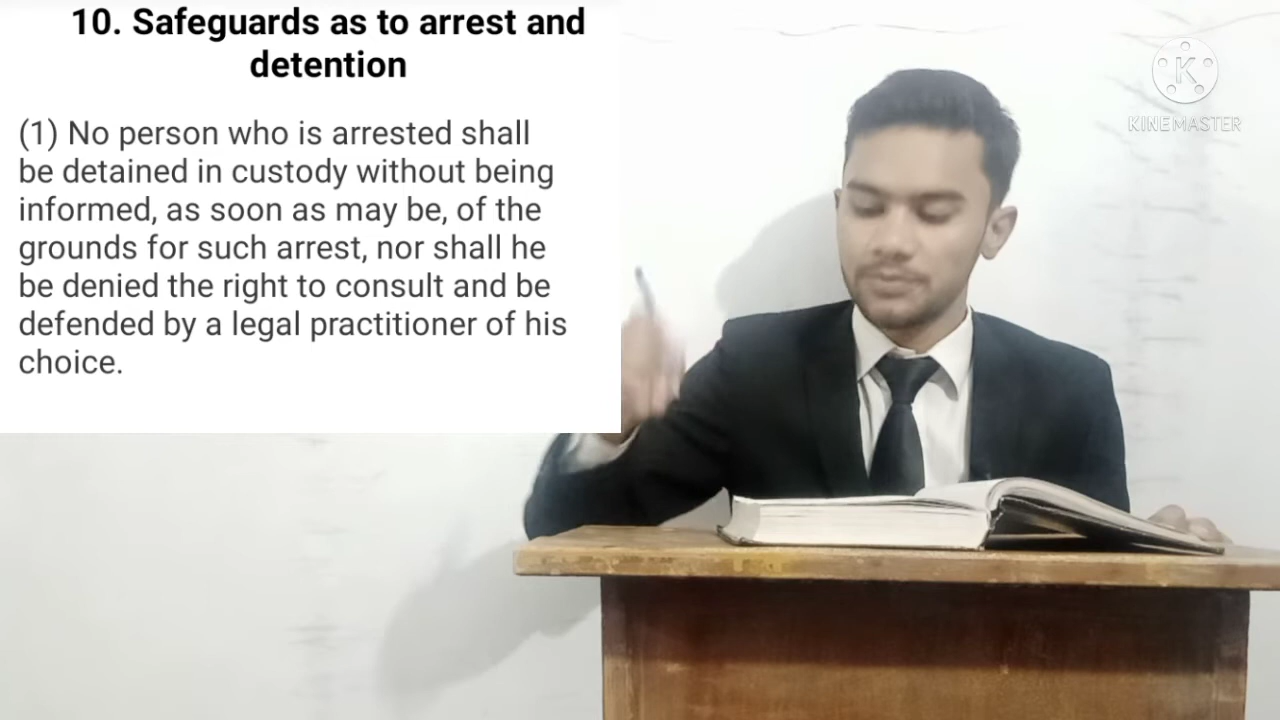 10. Safeguards as to arrest and
detention
(1) No person who is arrested shall
be detained in custody without being
informed, as soon as may be, of the
grounds for such arrest, nor shall he
be denied the right to consult and be
defended by a legal practitioner of his
choice.
K
KINEMASTER